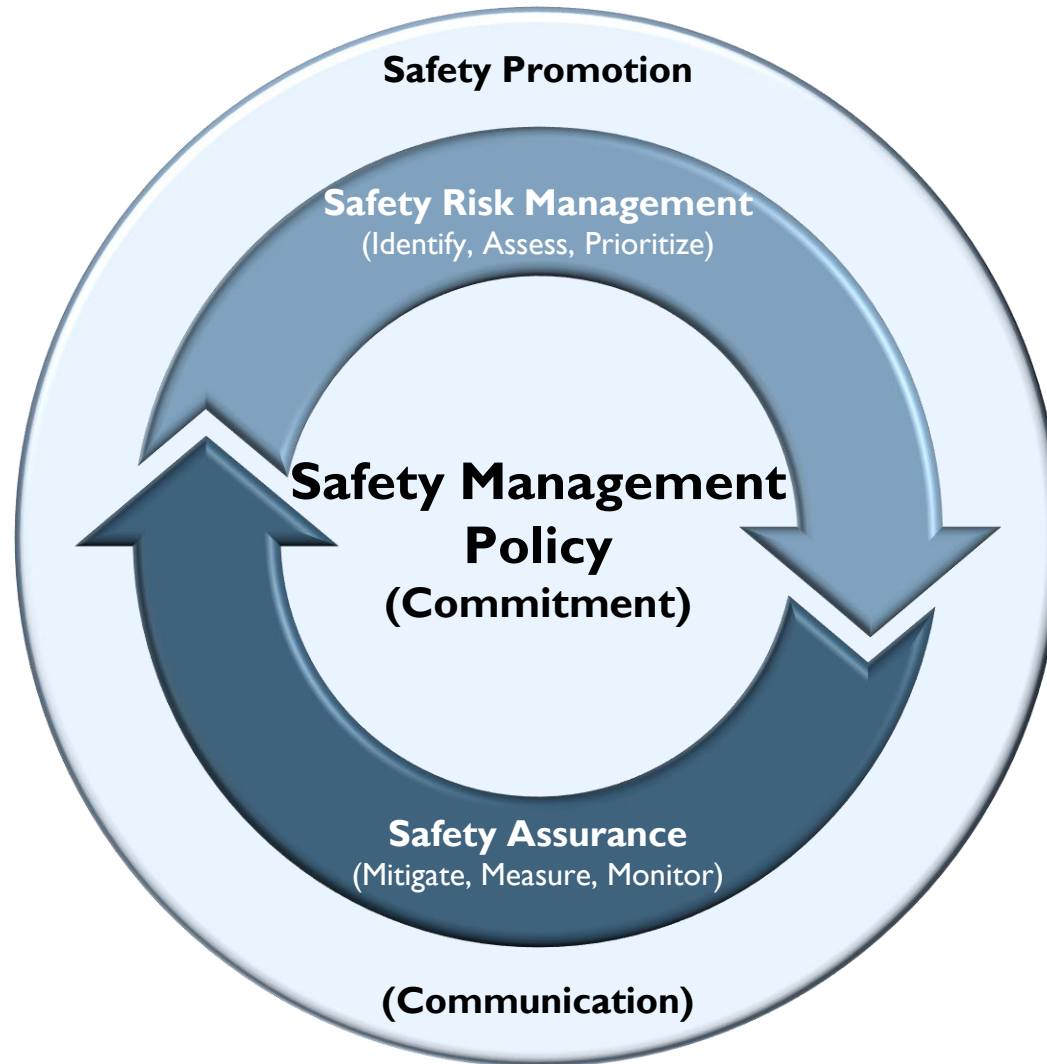 Safety Promotion
Safety Risk Management
(Identify, Assess, Prioritize)
Safety Management
Policy
(Commitment)
Safety Assurance
(Mitigate, Measure, Monitor)
(Communication)